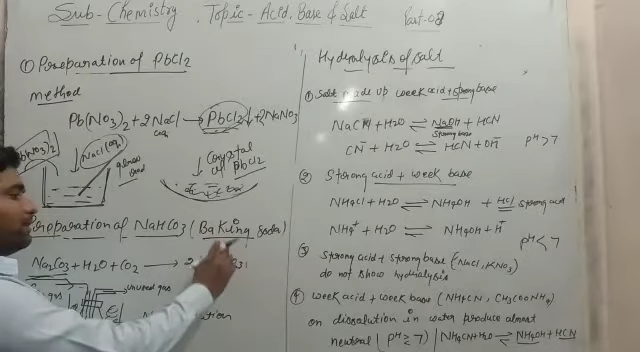 Sub- Chemistry Topic - Acid, Base & Salt Part-08
① Preparation of PbCl2
method
Pb(NO3)2 + 2NaCl → PbCl2↓ + 2NaNO3
NaCl(aq)
Crystal of PbCl2
Preparation of NaHCO3 (Baking Soda)
Na2CO3 + H2O + CO2 →
unused gas
Hydrolysis of salt
① Salt made up week acid + strong base
NaCN + H2O ⇌ NaOH + HCN
Strong base
CN⁻ + H2O ⇌ HCN + OH⁻ pH > 7
② Strong acid + week base
NH4Cl + H2O ⇌ NH4OH + HCl strong acid
NH4⁺ + H2O ⇌ NH4OH + H⁺
pH < 7
③ Strong acid + strong base (NaCl, KNO3)
do not show hydrolysis
④ week acid + week base (NH4CN, CH3COONH4)
on dissolution in water produce almost
neutral (pH ≥ 7) | NH4CN + H2O ⇌ NH4OH + HCN